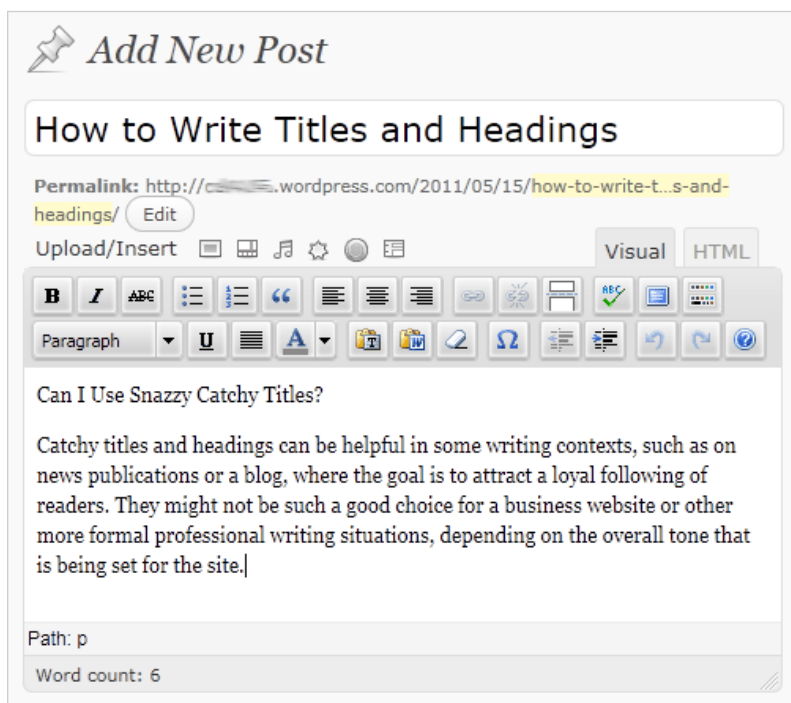 Add New Post
How to Write Titles and Headings
Permalink: http://.wordpress.com/2011/05/15/how-to-write-t...s-and-
headings/ Edit
Upload/Insert Visual HTML
B I ABC ABC
Paragraph U A T W Ω
Can I Use Snazzy Catchy Titles?
Catchy titles and headings can be helpful in some writing contexts, such as on
news publications or a blog, where the goal is to attract a loyal following of
readers. They might not be such a good choice for a business website or other
more formal professional writing situations, depending on the overall tone that
is being set for the site.
Path: p
Word count: 6